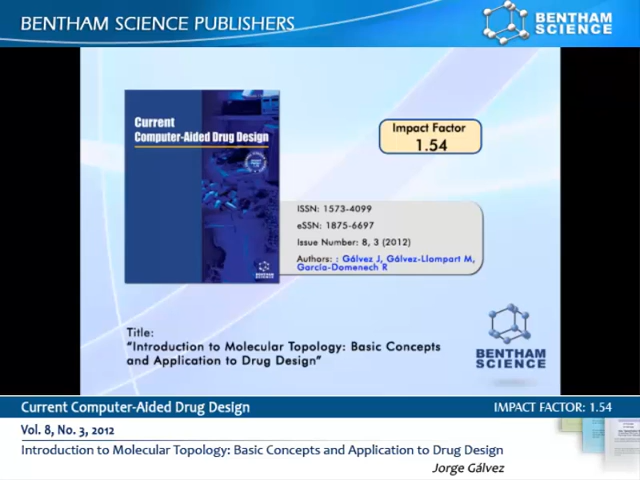 BENTHAM SCIENCE PUBLISHERS
BENTHAM
SCIENCE
Current
Computer-Aided Drug Design
Impact Factor
1.54
ISSN: 1573-4099
eSSN: 1875-6697
Issue Number: 8, 3 (2012)
Authors: : Gálvez J, Gálvez-Llompart M,
García-Domenech R
Title:
“Introduction to Molecular Topology: Basic Concepts
and Application to Drug Design”
BENTHAM
SCIENCE
Current Computer-Aided Drug Design
IMPACT FACTOR: 1.54
Vol. 8, No. 3, 2012
Introduction to Molecular Topology: Basic Concepts and Application to Drug Design
Jorge Gálvez